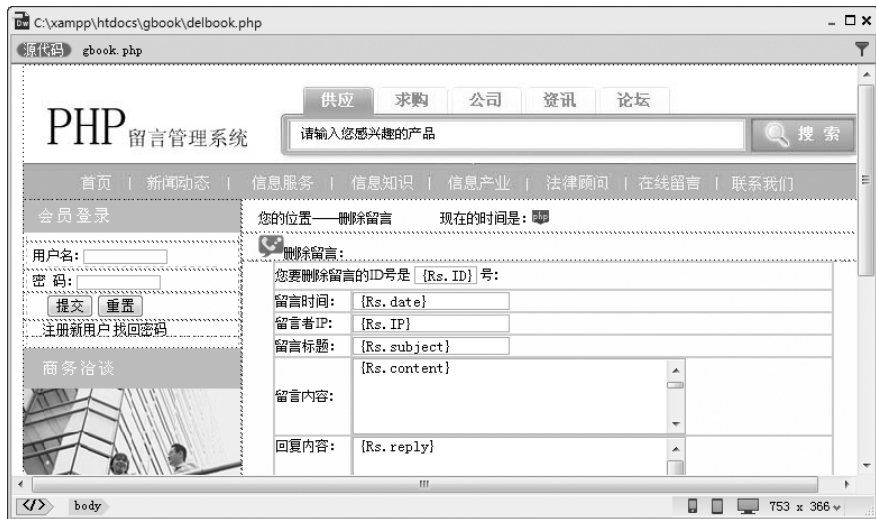 C:\xampp\htdocs\gbook\delbook.php
源代码 gbook.php
供应 求购 公司 资讯 论坛
PHP留言管理系统
请输入您感兴趣的产品 搜 索
首页 | 新闻动态 | 信息服务 | 信息知识 | 信息产业 | 法律顾问 | 在线留言 | 联系我们
会员登录
您的位置——删除留言 现在的时间是: php
删除留言:
用户名:
密 码:
提交 重置
注册新用户 找回密码
商务洽谈
您要删除留言的ID号是 {Rs.ID} 号:
留言时间: {Rs.date}
留言者IP: {Rs.IP}
留言标题: {Rs.subject}
留言内容: {Rs.content}
回复内容: {Rs.reply}
</> body 753 x 366